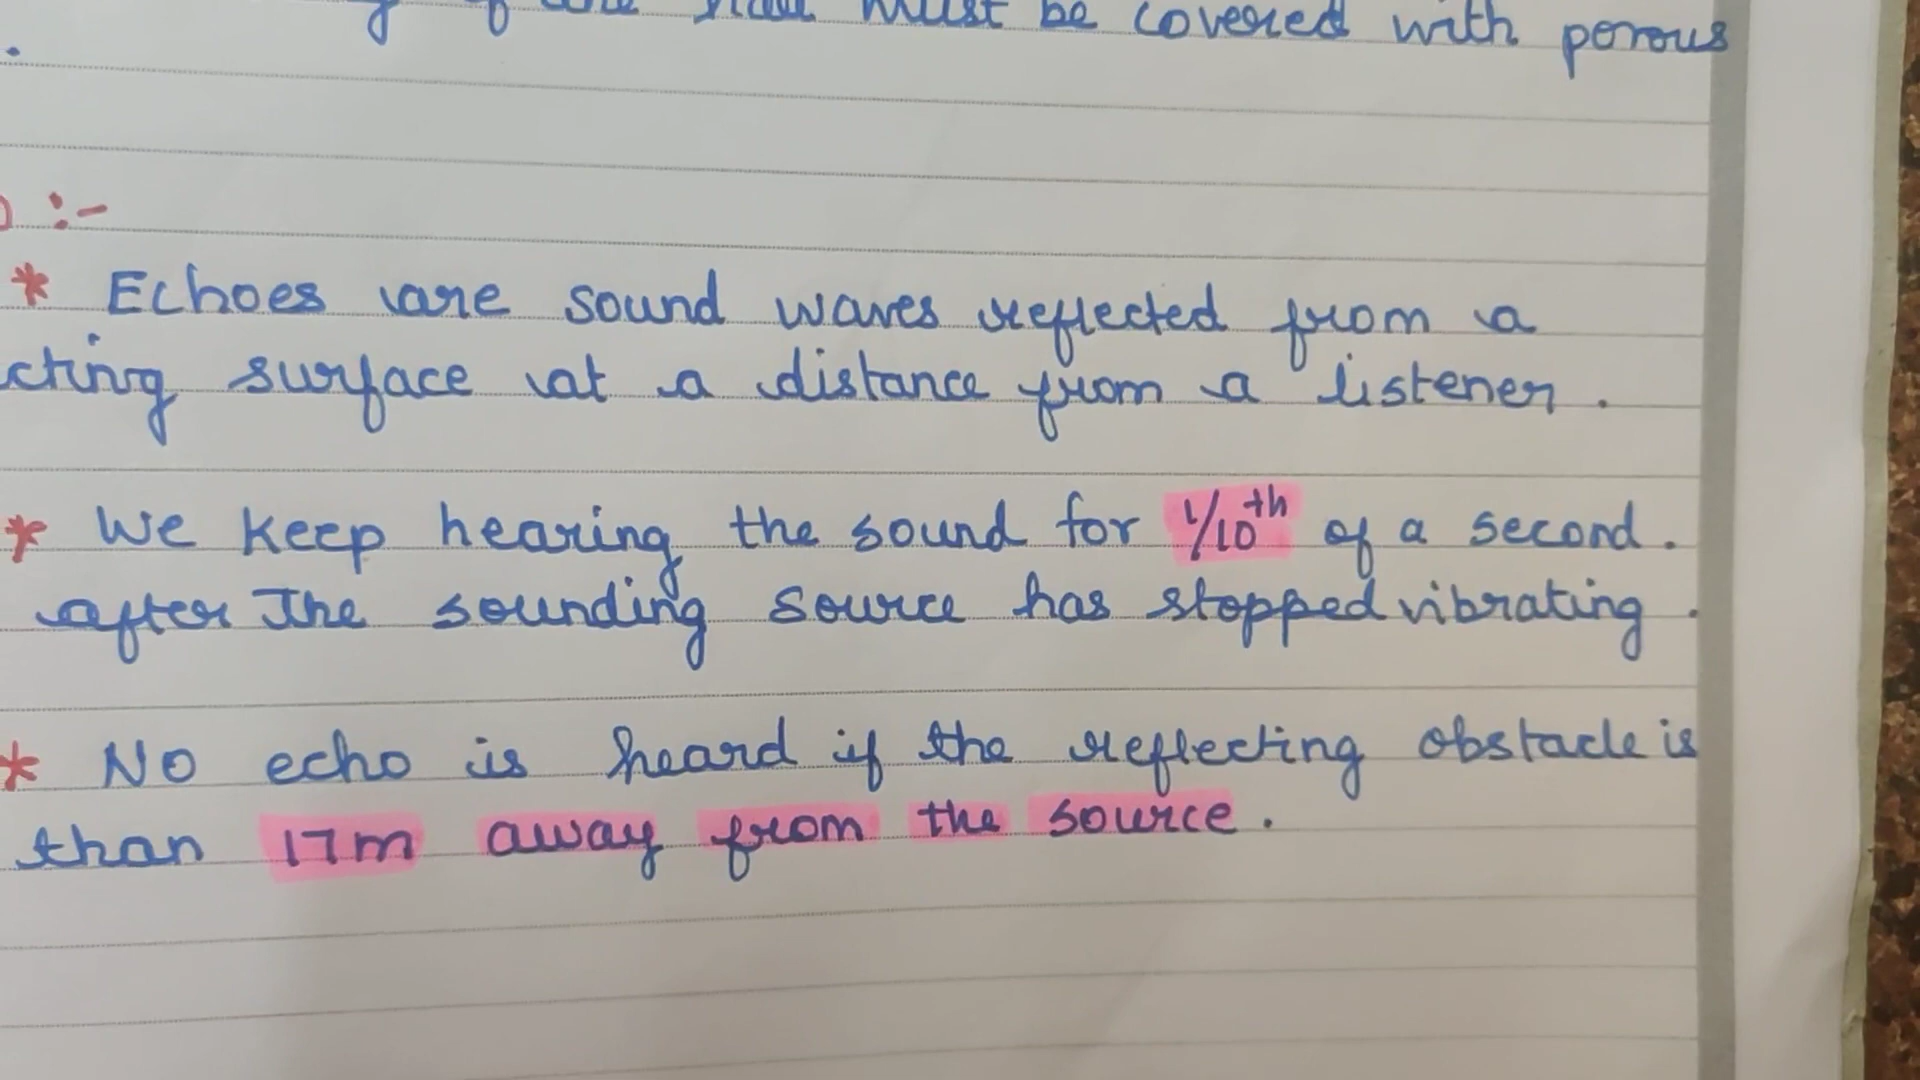 must be covered with porous
.
:-
* Echoes are sound waves reflected from a
cting surface at a distance from a listener.
* We keep hearing the sound for 1/10th of a second.
after The sounding source has stopped vibrating.
* No echo is heard if the reflecting obstacle is
than 17m away from the source.